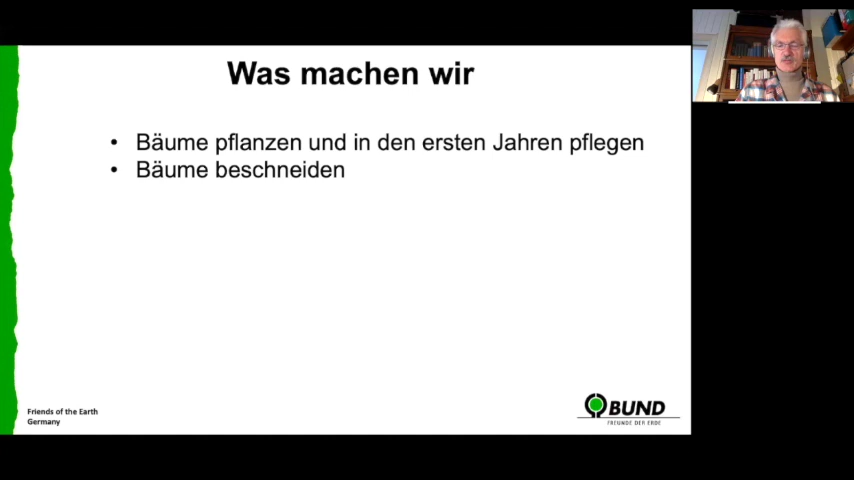 Was machen wir
• Bäume pflanzen und in den ersten Jahren pflegen
• Bäume beschneiden
Friends of the Earth
Germany
BUND
FREUNDE DER ERDE